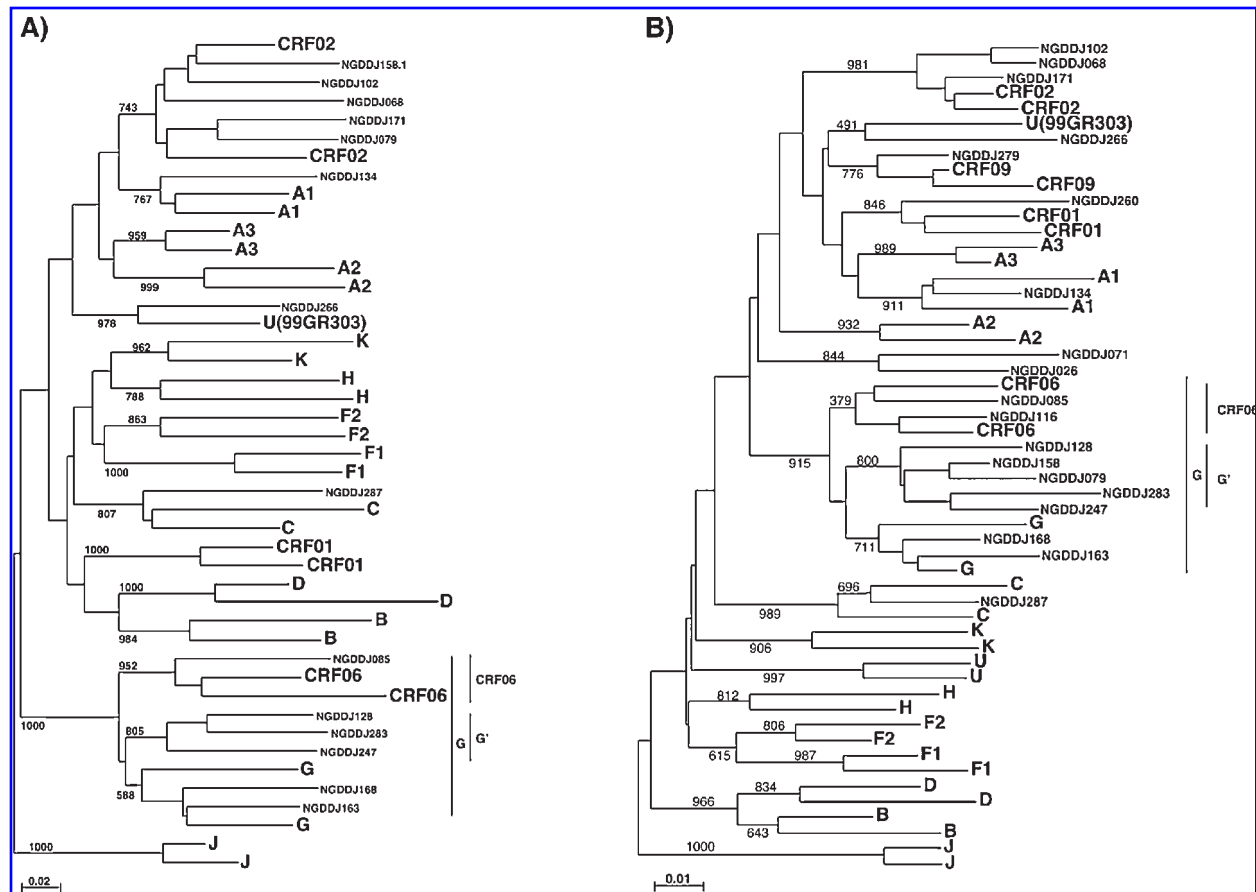 A)
CRF02
NGDDJ158.1
NGDDJ102
743
NGDDJ068
NGDDJ171
NGDDJ079
CRF02
NGDDJ134
767
A1
A1
A3
959
A3
A2
999
A2
NGDDJ266
978
U(99GR303)
K
962
K
H
788
H
F2
863
F2
F1
1000
F1
NGDDJ287
807
C
C
CRF01
1000
CRF01
D
1000
D
B
984
B
NGDDJ085
952
CRF06
CRF06
CRF06
1000
NGDDJ128
805
NGDDJ283
G
G'
NGDDJ247
G
588
NGDDJ168
NGDDJ163
G
J
1000
J
0.02
B)
NGDDJ102
981
NGDDJ068
NGDDJ171
CRF02
CRF02
491
U(99GR303)
NGDDJ266
NGDDJ279
776
CRF09
CRF09
846
NGDDJ260
CRF01
CRF01
989
A3
A3
A1
NGDDJ134
911
A1
932
A2
A2
844
NGDDJ071
NGDDJ026
CRF06
379
NGDDJ085
CRF06
NGDDJ116
CRF06
915
NGDDJ128
800
NGDDJ158
G
G'
NGDDJ079
NGDDJ283
NGDDJ247
G
711
NGDDJ168
NGDDJ163
G
696
C
NGDDJ287
989
C
K
906
K
U
997
U
812
H
H
806
F2
F2
615
987
F1
F1
834
D
966
D
B
643
B
1000
J
J
0.01